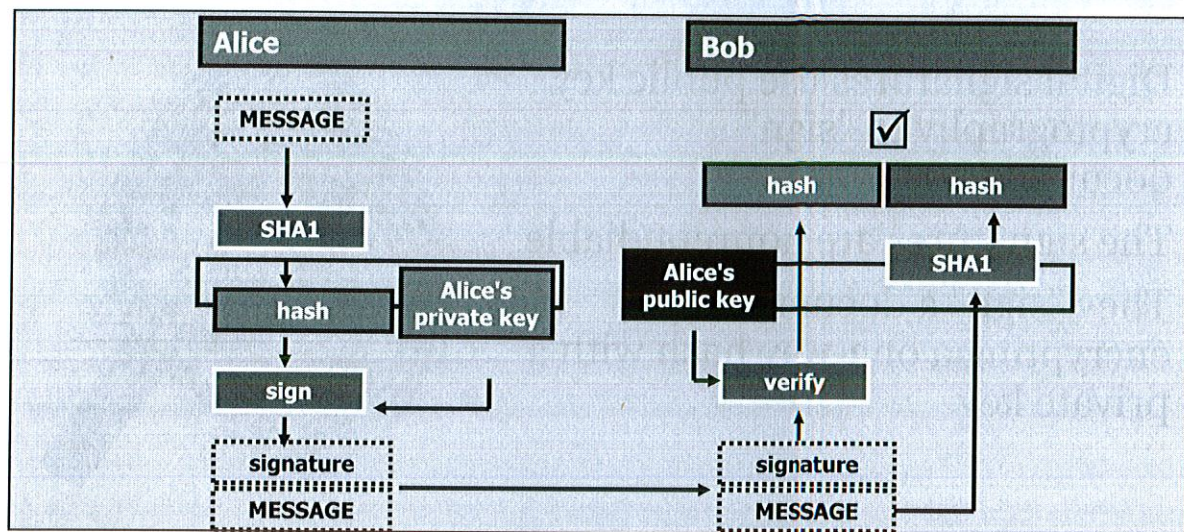 Alice
MESSAGE
SHA1
hash
Alice's
private key
sign
signature
MESSAGE
Bob
hash
hash
SHA1
Alice's
public key
verify
signature
MESSAGE